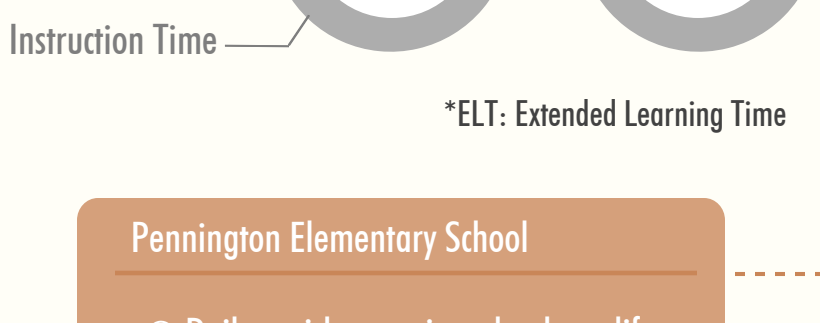 Instruction Time
*ELT: Extended Learning Time
Pennington Elementary School